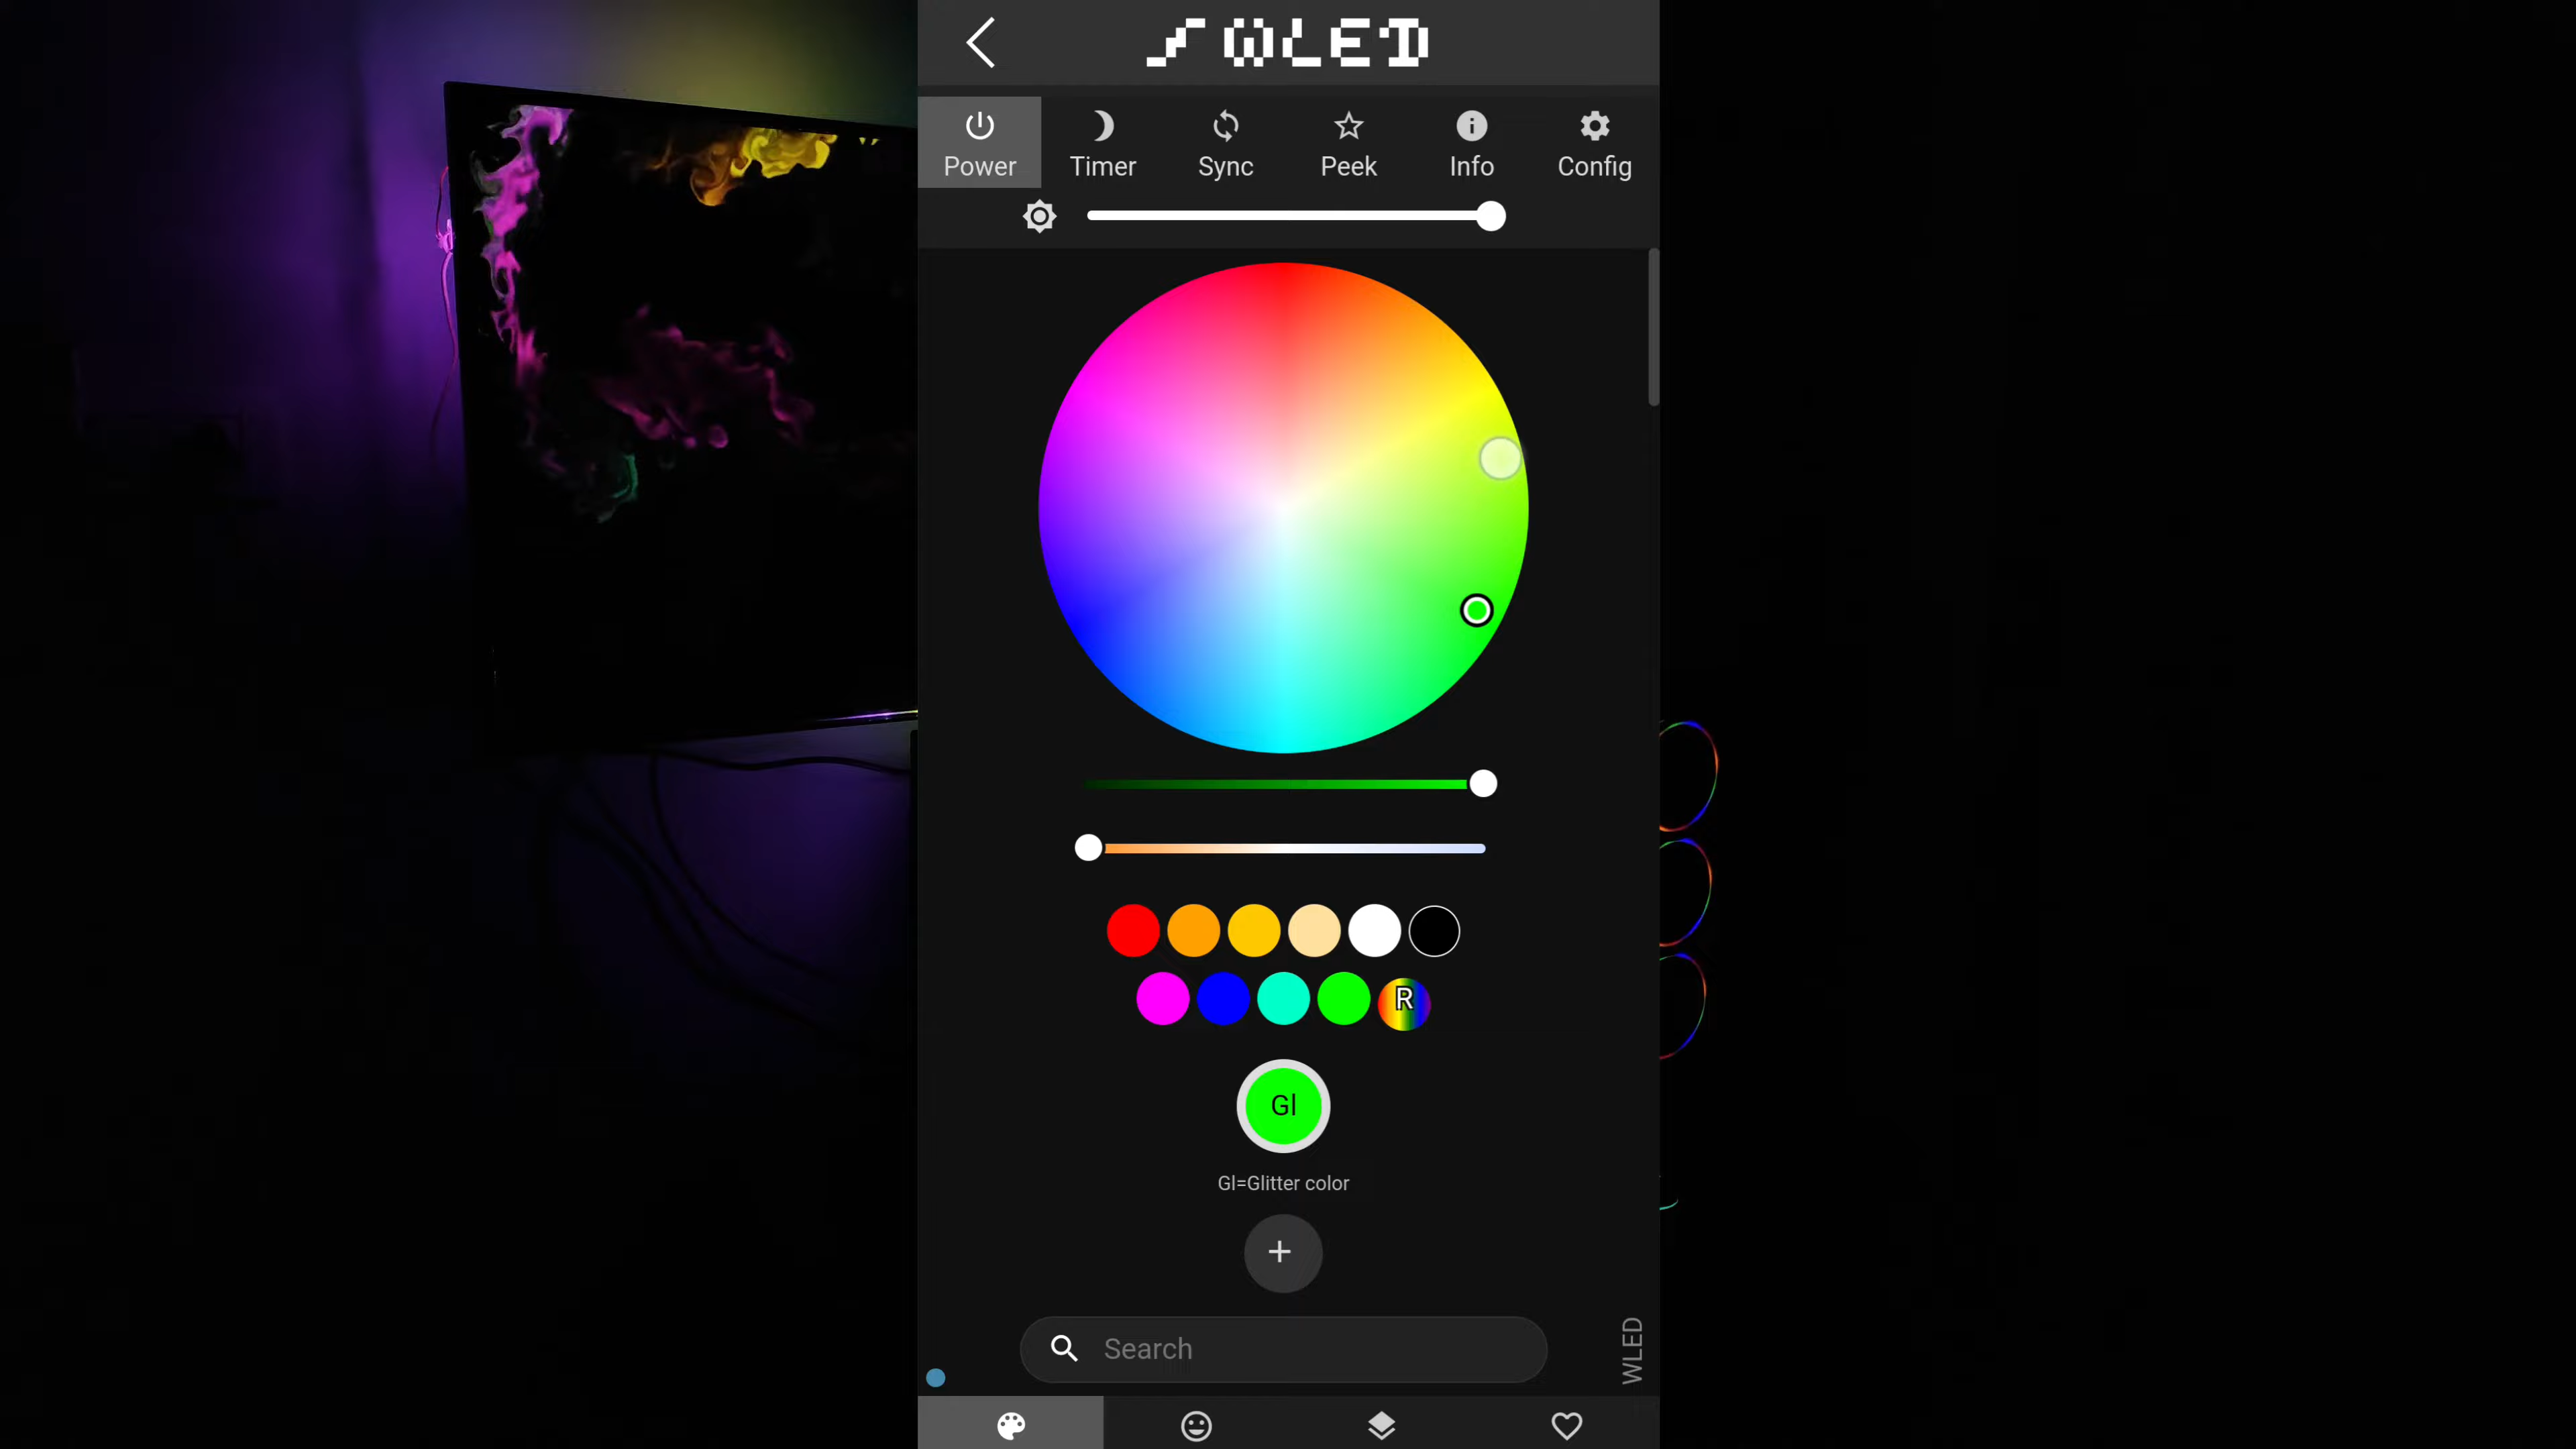 WLED
Power Timer Sync Peek Info Config
R
Gl
Gl=Glitter color
+
Search
WLED